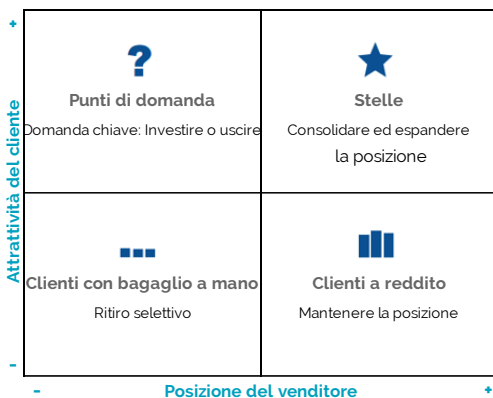 +
Attrattività del cliente
-
?
Punti di domanda
Domanda chiave: Investire o uscire
Stelle
Consolidare ed espandere
la posizione
Clienti con bagaglio a mano
Ritiro selettivo
Clienti a reddito
Mantenere la posizione
-
Posizione del venditore
+